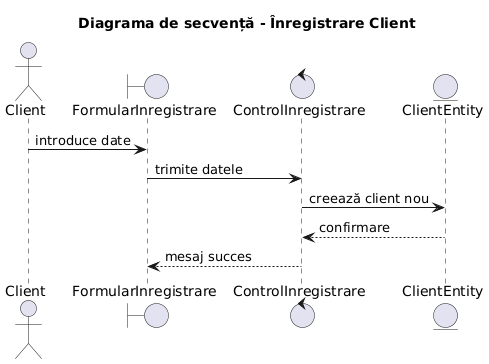 Diagrama de secvență - Înregistrare Client
Client FormularInregistrare ControlInregistrare ClientEntity
introduce date
trimite datele
creează client nou
confirmare
mesaj succes
Client FormularInregistrare ControlInregistrare ClientEntity